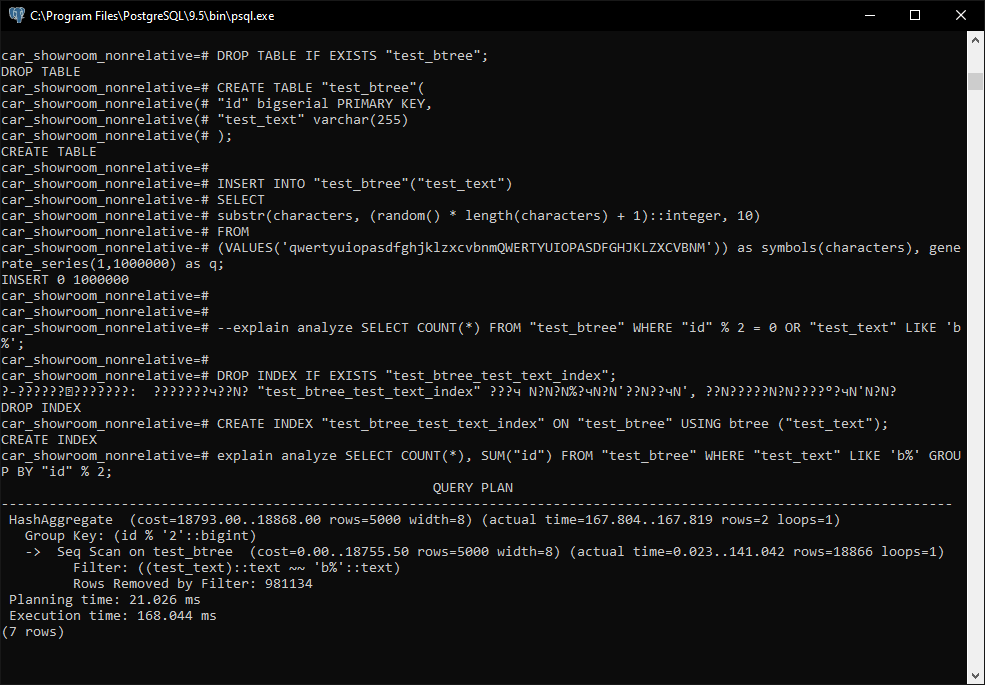 C:\Program Files\PostgreSQL\9.5\bin\psql.exe
car_showroom_nonrelative=# DROP TABLE IF EXISTS "test_btree";
DROP TABLE
car_showroom_nonrelative=# CREATE TABLE "test_btree"(
car_showroom_nonrelative(# "id" bigserial PRIMARY KEY,
car_showroom_nonrelative(# "test_text" varchar(255)
car_showroom_nonrelative(# );
CREATE TABLE
car_showroom_nonrelative=#
car_showroom_nonrelative=# INSERT INTO "test_btree"("test_text")
car_showroom_nonrelative-# SELECT
car_showroom_nonrelative-# substr(characters, (random() * length(characters) + 1)::integer, 10)
car_showroom_nonrelative-# FROM
car_showroom_nonrelative-# (VALUES('qwertyuiopasdfghjklzxcvbnmQWERTYUIOPASDFGHJKLZXCVBNM')) as symbols(characters), gene
rate_series(1,1000000) as q;
INSERT 0 1000000
car_showroom_nonrelative=#
car_showroom_nonrelative=#
car_showroom_nonrelative=# --explain analyze SELECT COUNT(*) FROM "test_btree" WHERE "id" % 2 = 0 OR "test_text" LIKE 'b
%';
car_showroom_nonrelative=#
car_showroom_nonrelative=# DROP INDEX IF EXISTS "test_btree_test_text_index";
?-??????⍰???????:  ???????ч??N? "test_btree_test_text_index" ???ч N?N?N%?чN?N'??N??чN', ??N?????N?N????°?чN'N?N?
DROP INDEX
car_showroom_nonrelative=# CREATE INDEX "test_btree_test_text_index" ON "test_btree" USING btree ("test_text");
CREATE INDEX
car_showroom_nonrelative=# explain analyze SELECT COUNT(*), SUM("id") FROM "test_btree" WHERE "test_text" LIKE 'b%' GROU
P BY "id" % 2;
QUERY PLAN
-----------------------------------------------------------------------------------------------------------------------
HashAggregate  (cost=18793.00..18868.00 rows=5000 width=8) (actual time=167.804..167.819 rows=2 loops=1)
Group Key: (id % '2'::bigint)
->  Seq Scan on test_btree  (cost=0.00..18755.50 rows=5000 width=8) (actual time=0.023..141.042 rows=18866 loops=1)
Filter: ((test_text)::text ~~ 'b%'::text)
Rows Removed by Filter: 981134
Planning time: 21.026 ms
Execution time: 168.044 ms
(7 rows)